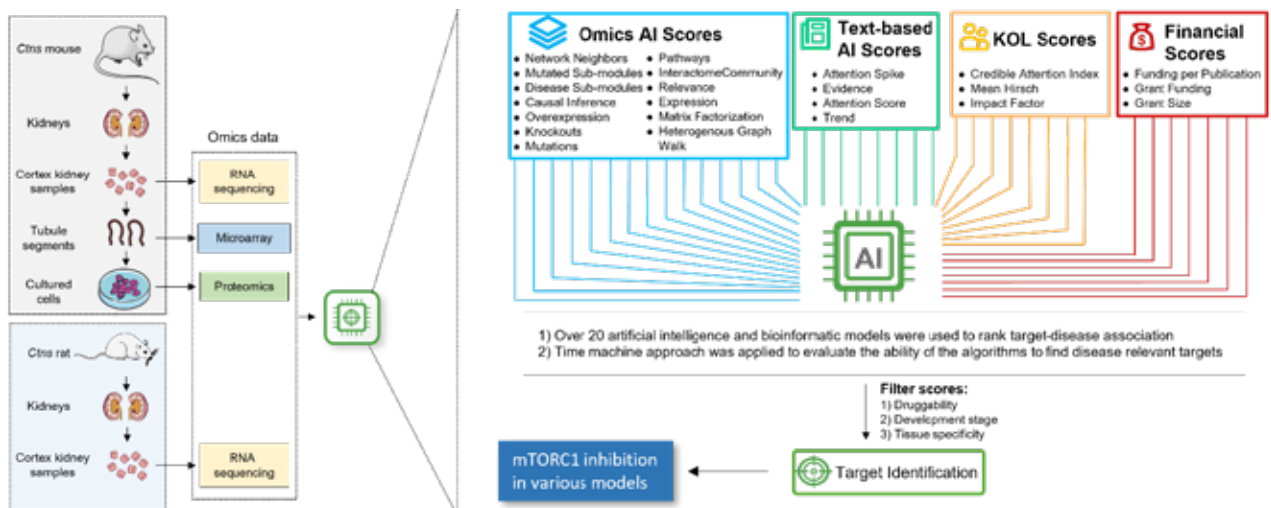 Ctns mouse
Kidneys
Cortex kidney
samples
Tubule
segments
Cultured
cells
Ctns rat
Kidneys
Cortex kidney
samples
Omics data
RNA
sequencing
Microarray
Proteomics
RNA
sequencing
Omics AI Scores
• Network Neighbors
• Mutated Sub-modules
• Disease Sub-modules
• Causal Inference
• Overexpression
• Knockouts
• Mutations
• Pathways
• InteractomeCommunity
• Relevance
• Expression
• Matrix Factorization
• Heterogenous Graph
Walk
Text-based
AI Scores
• Attention Spike
• Evidence
• Attention Score
• Trend
KOL Scores
• Credible Attention Index
• Mean Hirsch
• Impact Factor
Financial
Scores
• Funding per Publication
• Grant Funding
• Grant Size
AI
1) Over 20 artificial intelligence and bioinformatic models were used to rank target-disease association
2) Time machine approach was applied to evaluate the ability of the algorithms to find disease relevant targets
Filter scores:
1) Druggability
2) Development stage
3) Tissue specificity
Target Identification
mTORC1 inhibition
in various models